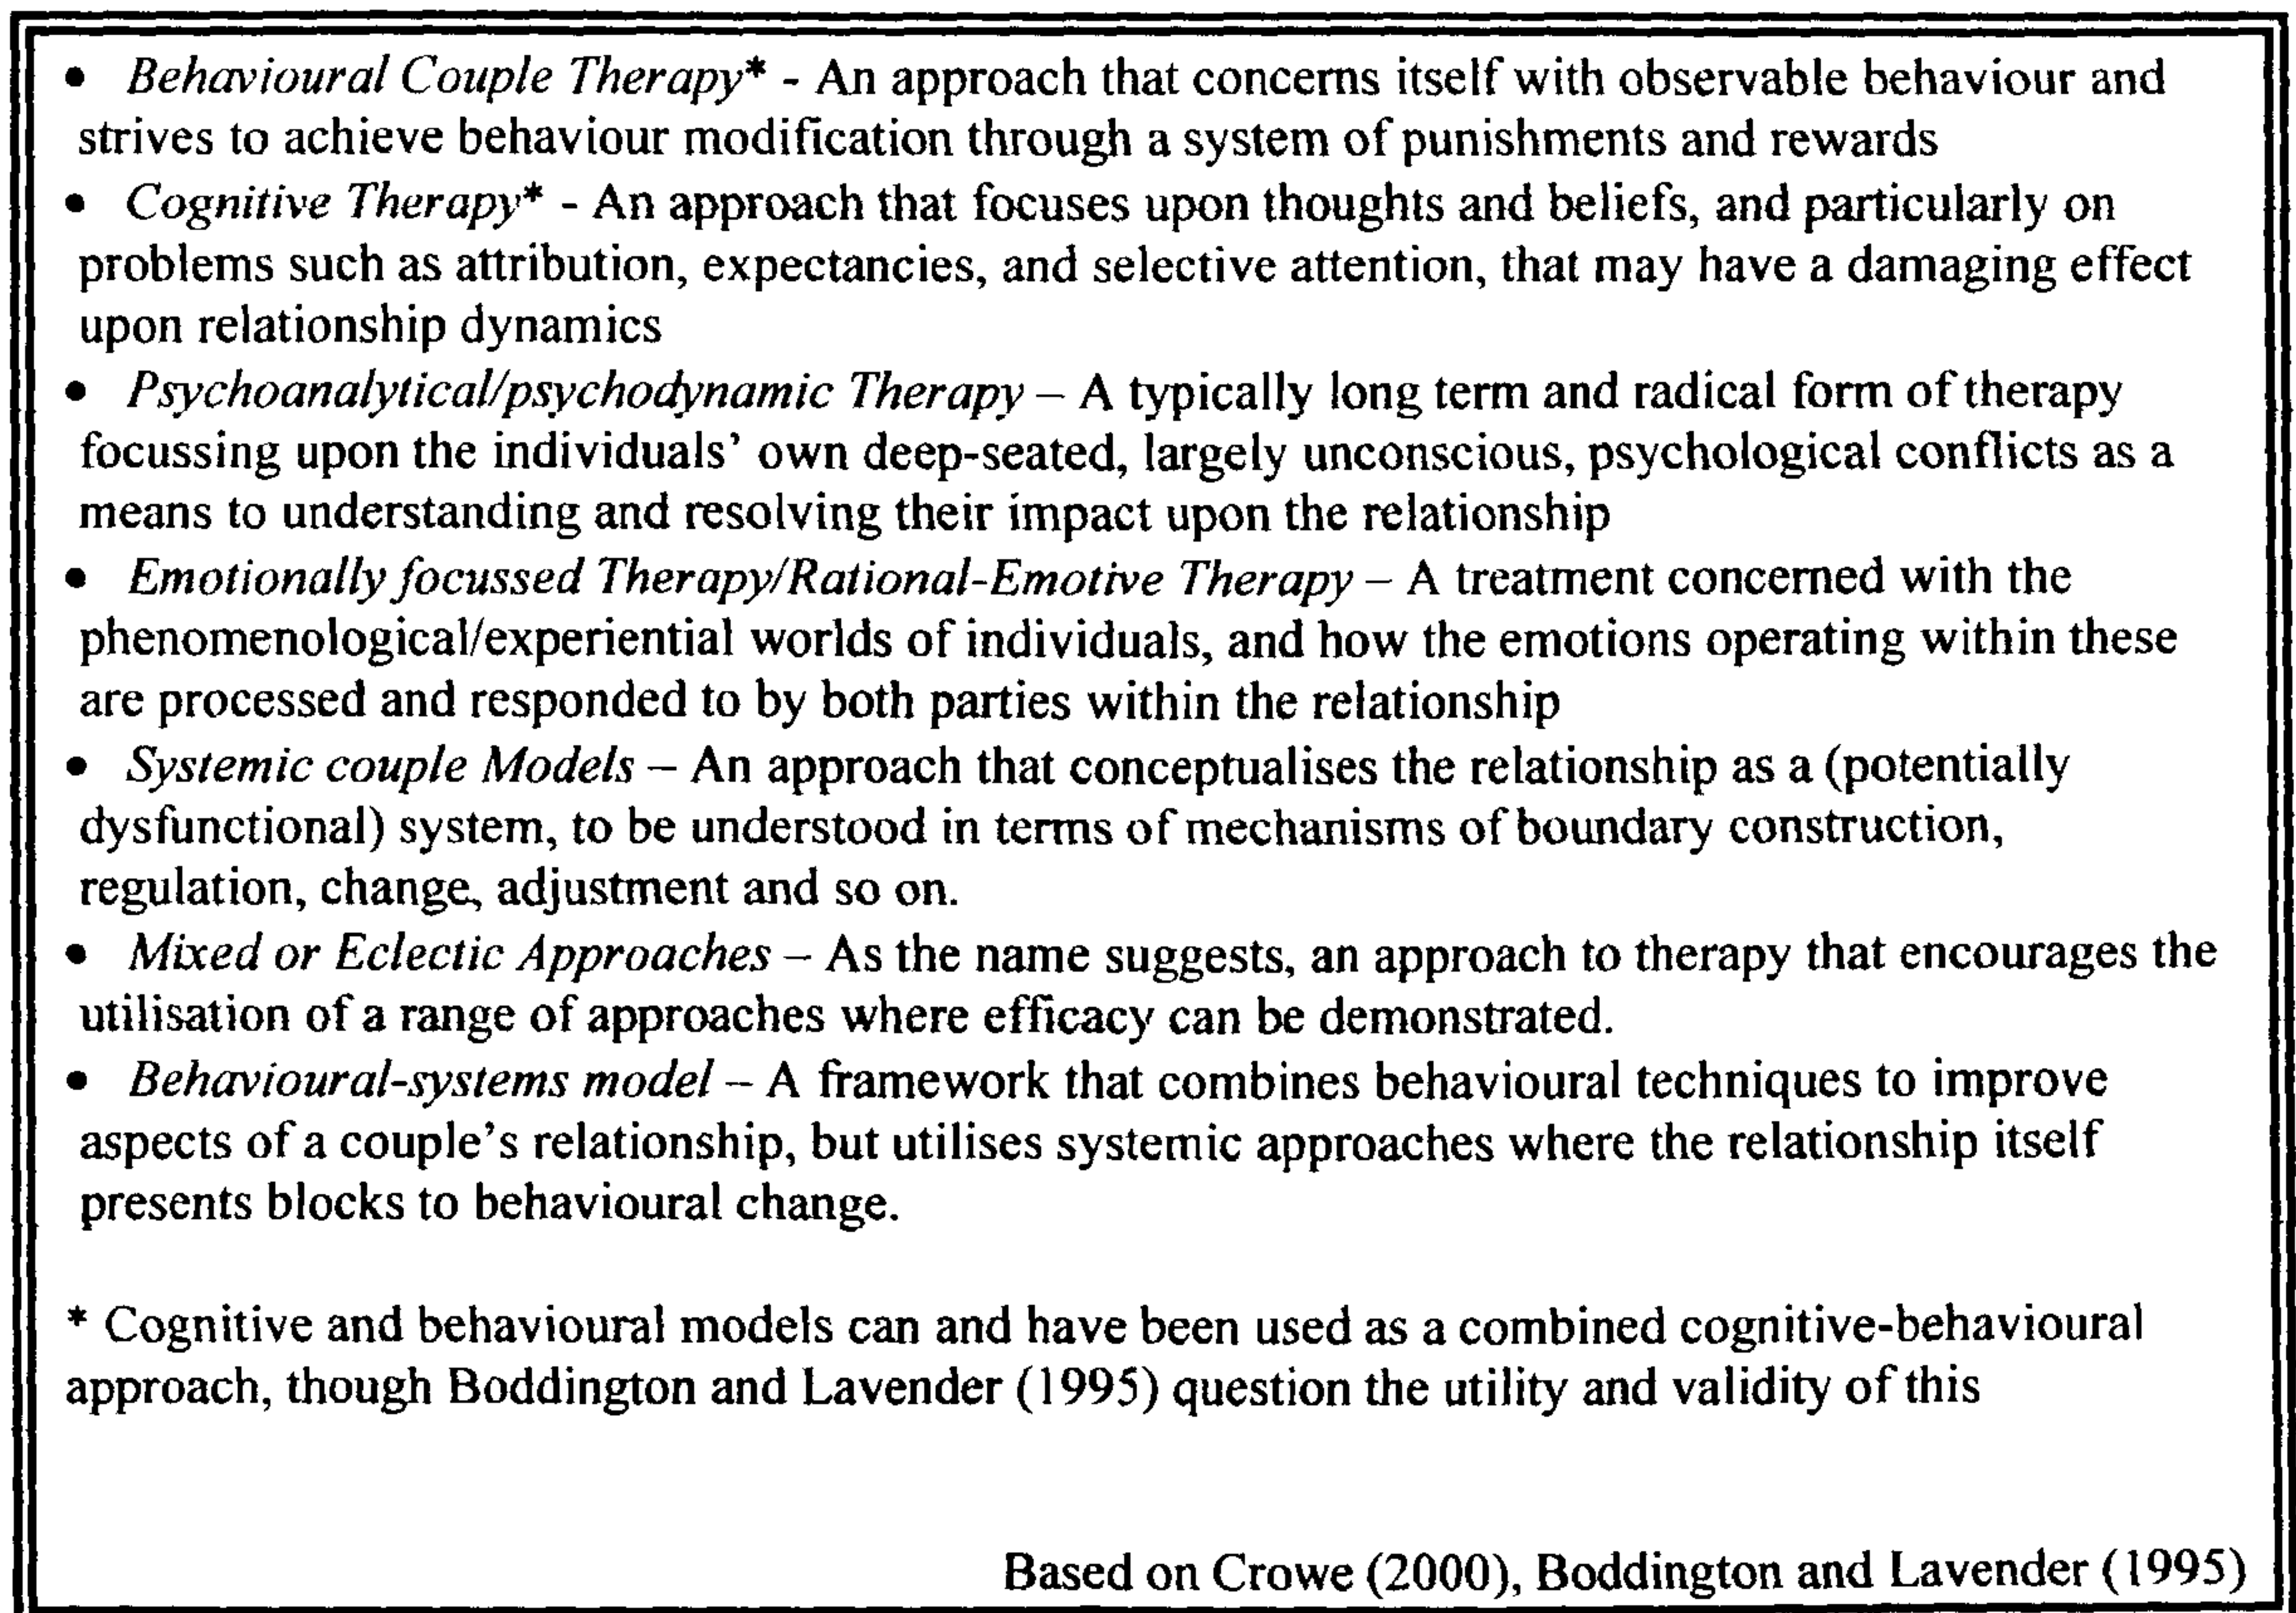 • Behavioural Couple Therapy* - An approach that concerns itself with observable behaviour and
strives to achieve behaviour modification through a system of punishments and rewards
• Cognitive Therapy* - An approach that focuses upon thoughts and beliefs, and particularly on
problems such as attribution, expectancies, and selective attention, that may have a damaging effect
upon relationship dynamics
• Psychoanalytical/psychodynamic Therapy – A typically long term and radical form of therapy
focussing upon the individuals’ own deep-seated, largely unconscious, psychological conflicts as a
means to understanding and resolving their impact upon the relationship
• Emotionally focussed Therapy/Rational-Emotive Therapy – A treatment concerned with the
phenomenological/experiential worlds of individuals, and how the emotions operating within these
are processed and responded to by both parties within the relationship
• Systemic couple Models – An approach that conceptualises the relationship as a (potentially
dysfunctional) system, to be understood in terms of mechanisms of boundary construction,
regulation, change, adjustment and so on.
• Mixed or Eclectic Approaches – As the name suggests, an approach to therapy that encourages the
utilisation of a range of approaches where efficacy can be demonstrated.
• Behavioural-systems model – A framework that combines behavioural techniques to improve
aspects of a couple’s relationship, but utilises systemic approaches where the relationship itself
presents blocks to behavioural change.
* Cognitive and behavioural models can and have been used as a combined cognitive-behavioural
approach, though Boddington and Lavender (1995) question the utility and validity of this
Based on Crowe (2000), Boddington and Lavender (1995)